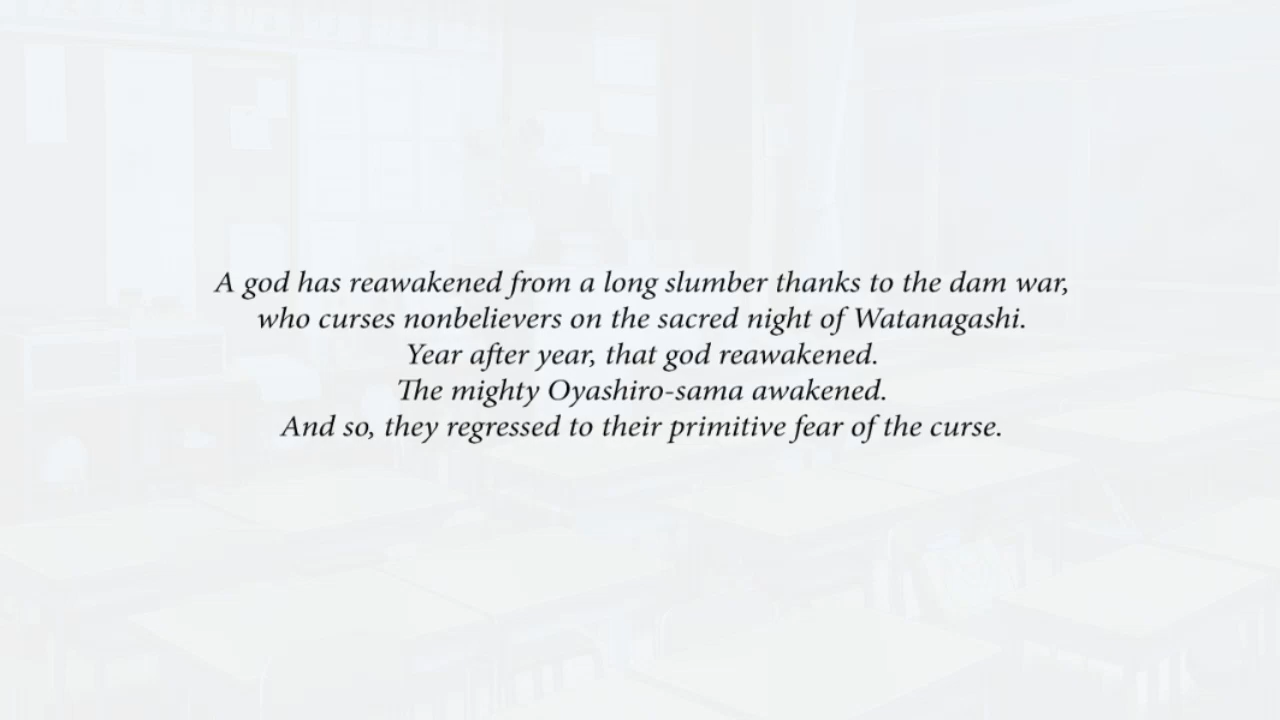 A god has reawakened from a long slumber thanks to the dam war,
who curses nonbelievers on the sacred night of Watanagashi.
Year after year, that god reawakened.
The mighty Oyashiro-sama awakened.
And so, they regressed to their primitive fear of the curse.